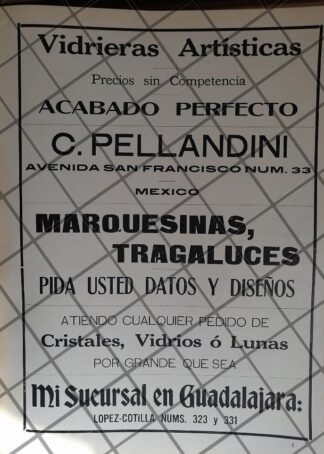 Vidrieras Artísticas
Precios sin Competencia
ACABADO PERFECTO
C. PELLANDINI
AVENIDA SAN FRANCISCO NUM. 33
MEXICO
MARQUESINAS,
TRAGALUCES
PIDA USTED DATOS Y DISEÑOS
ATIENDO CUALQUIER PEDIDO DE
Cristales, Vidrios ó Lunas
POR GRANDE QUE SEA
Mi Sucursal en Guadalajara:
LOPEZ-COTILLA NUMS. 323 y 331